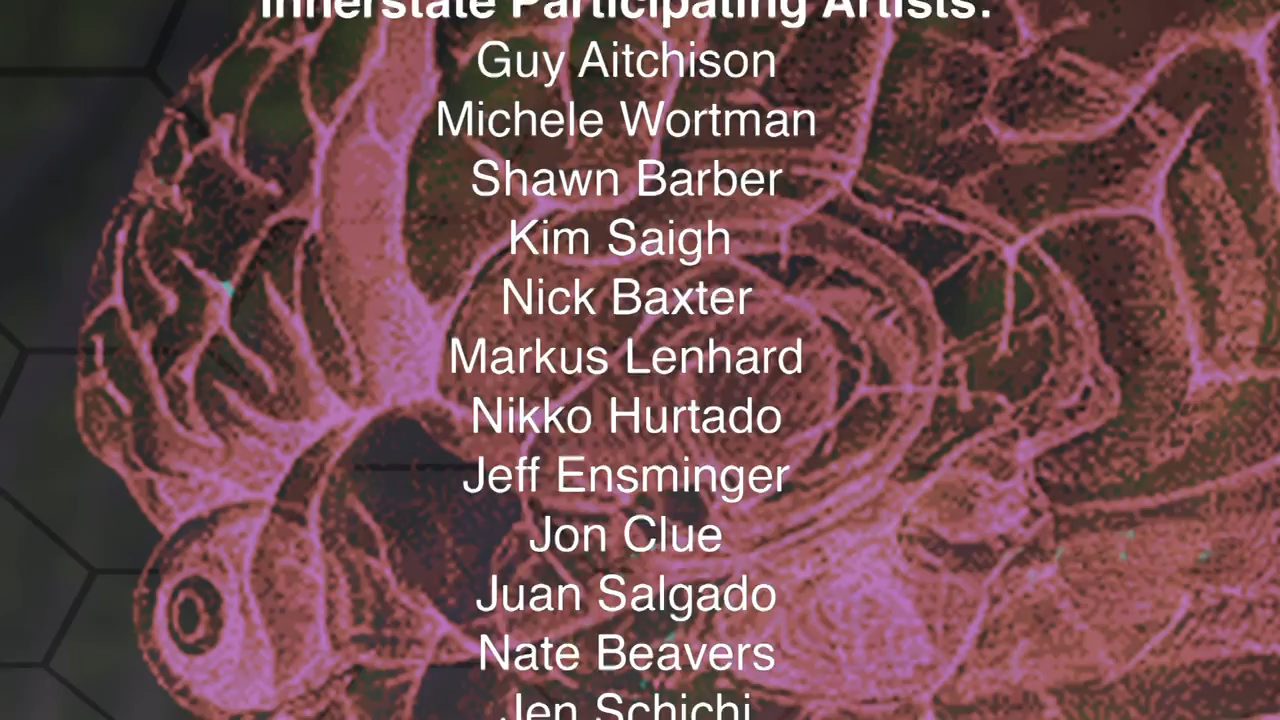 Innerstate Participating Artists:
Guy Aitchison
Michele Wortman
Shawn Barber
Kim Saigh
Nick Baxter
Markus Lenhard
Nikko Hurtado
Jeff Ensminger
Jon Clue
Juan Salgado
Nate Beavers
Jen Schichi